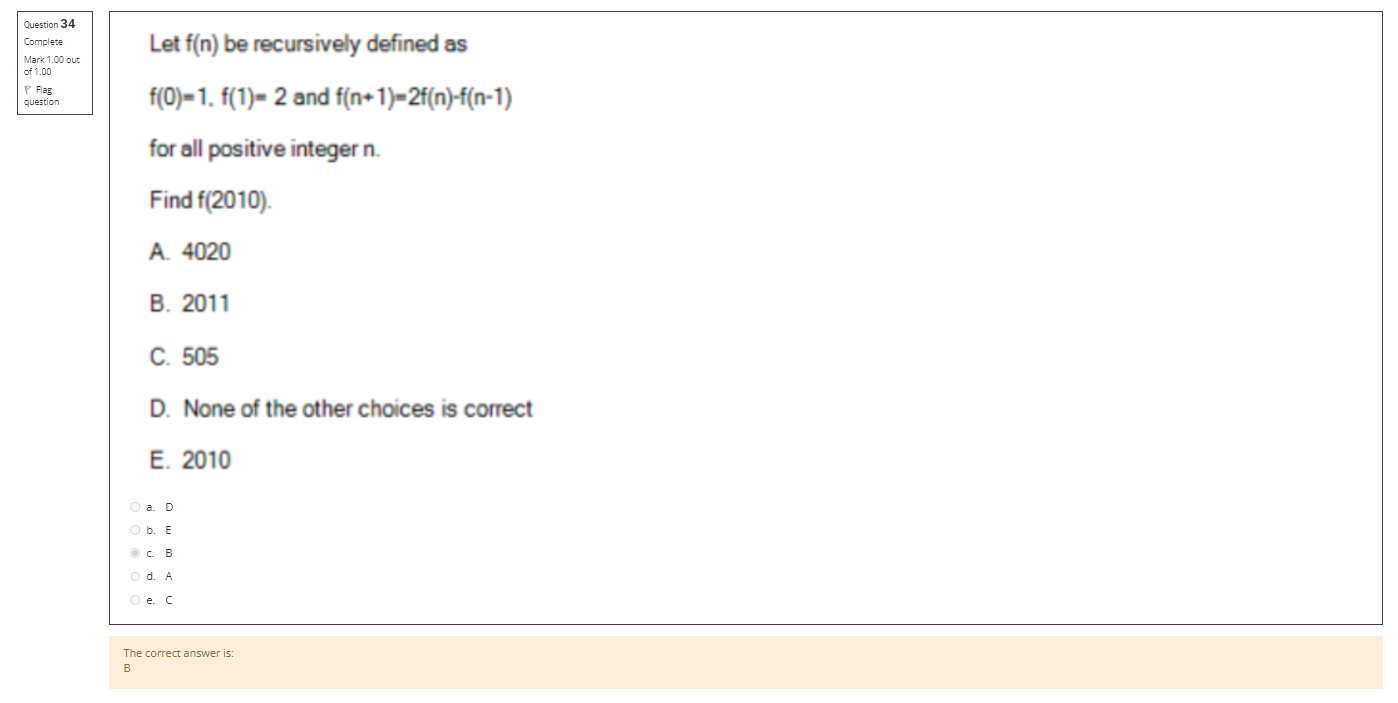 Question 34
Complete
Mark 1.00 out
of 1.00
Flag
question
Let f(n) be recursively defined as
f(0)=1, f(1)= 2 and f(n+1)=2f(n)-f(n-1)
for all positive integer n.
Find f(2010).
A. 4020
B. 2011
C. 505
D. None of the other choices is correct
E. 2010
a. D
b. E
c. B
d. A
e. C
The correct answer is:
B